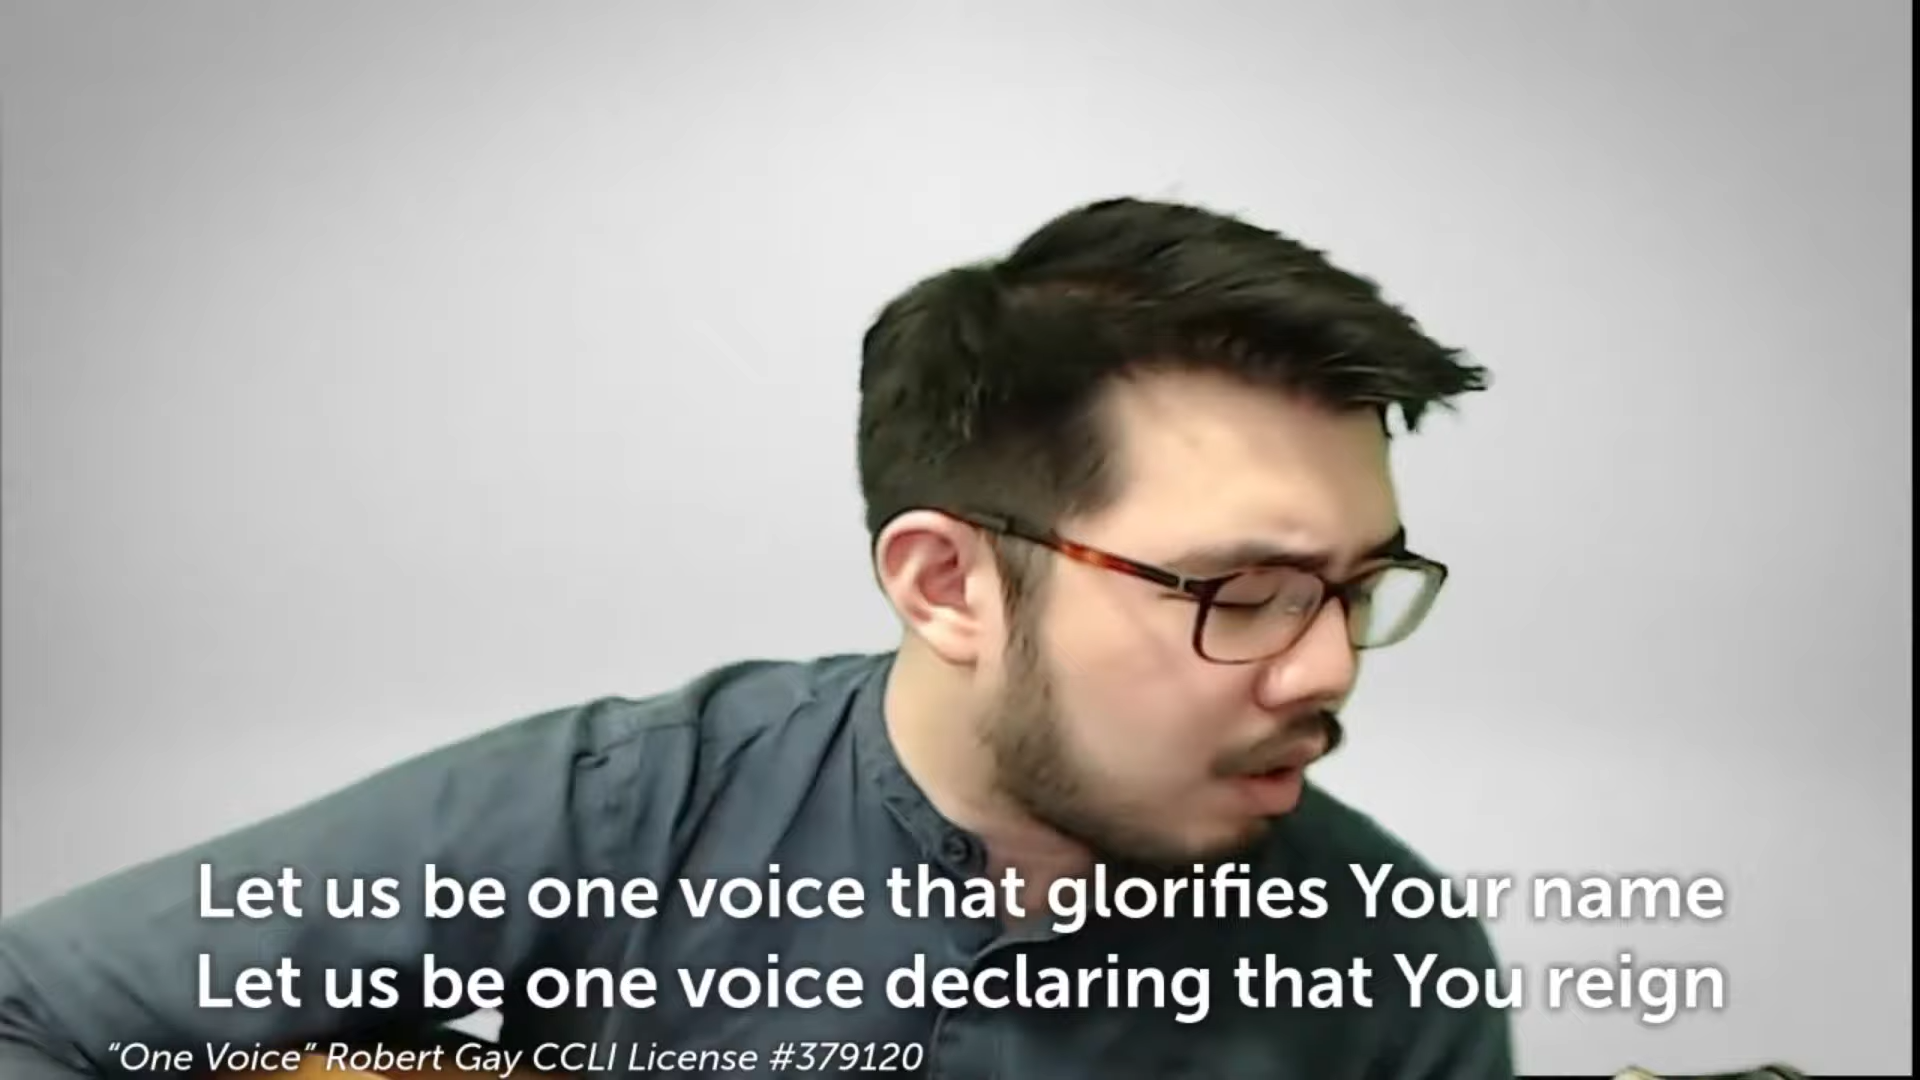 Let us be one voice that glorifies Your name
Let us be one voice declaring that You reign
“One Voice” Robert Gay CCLI License #379120